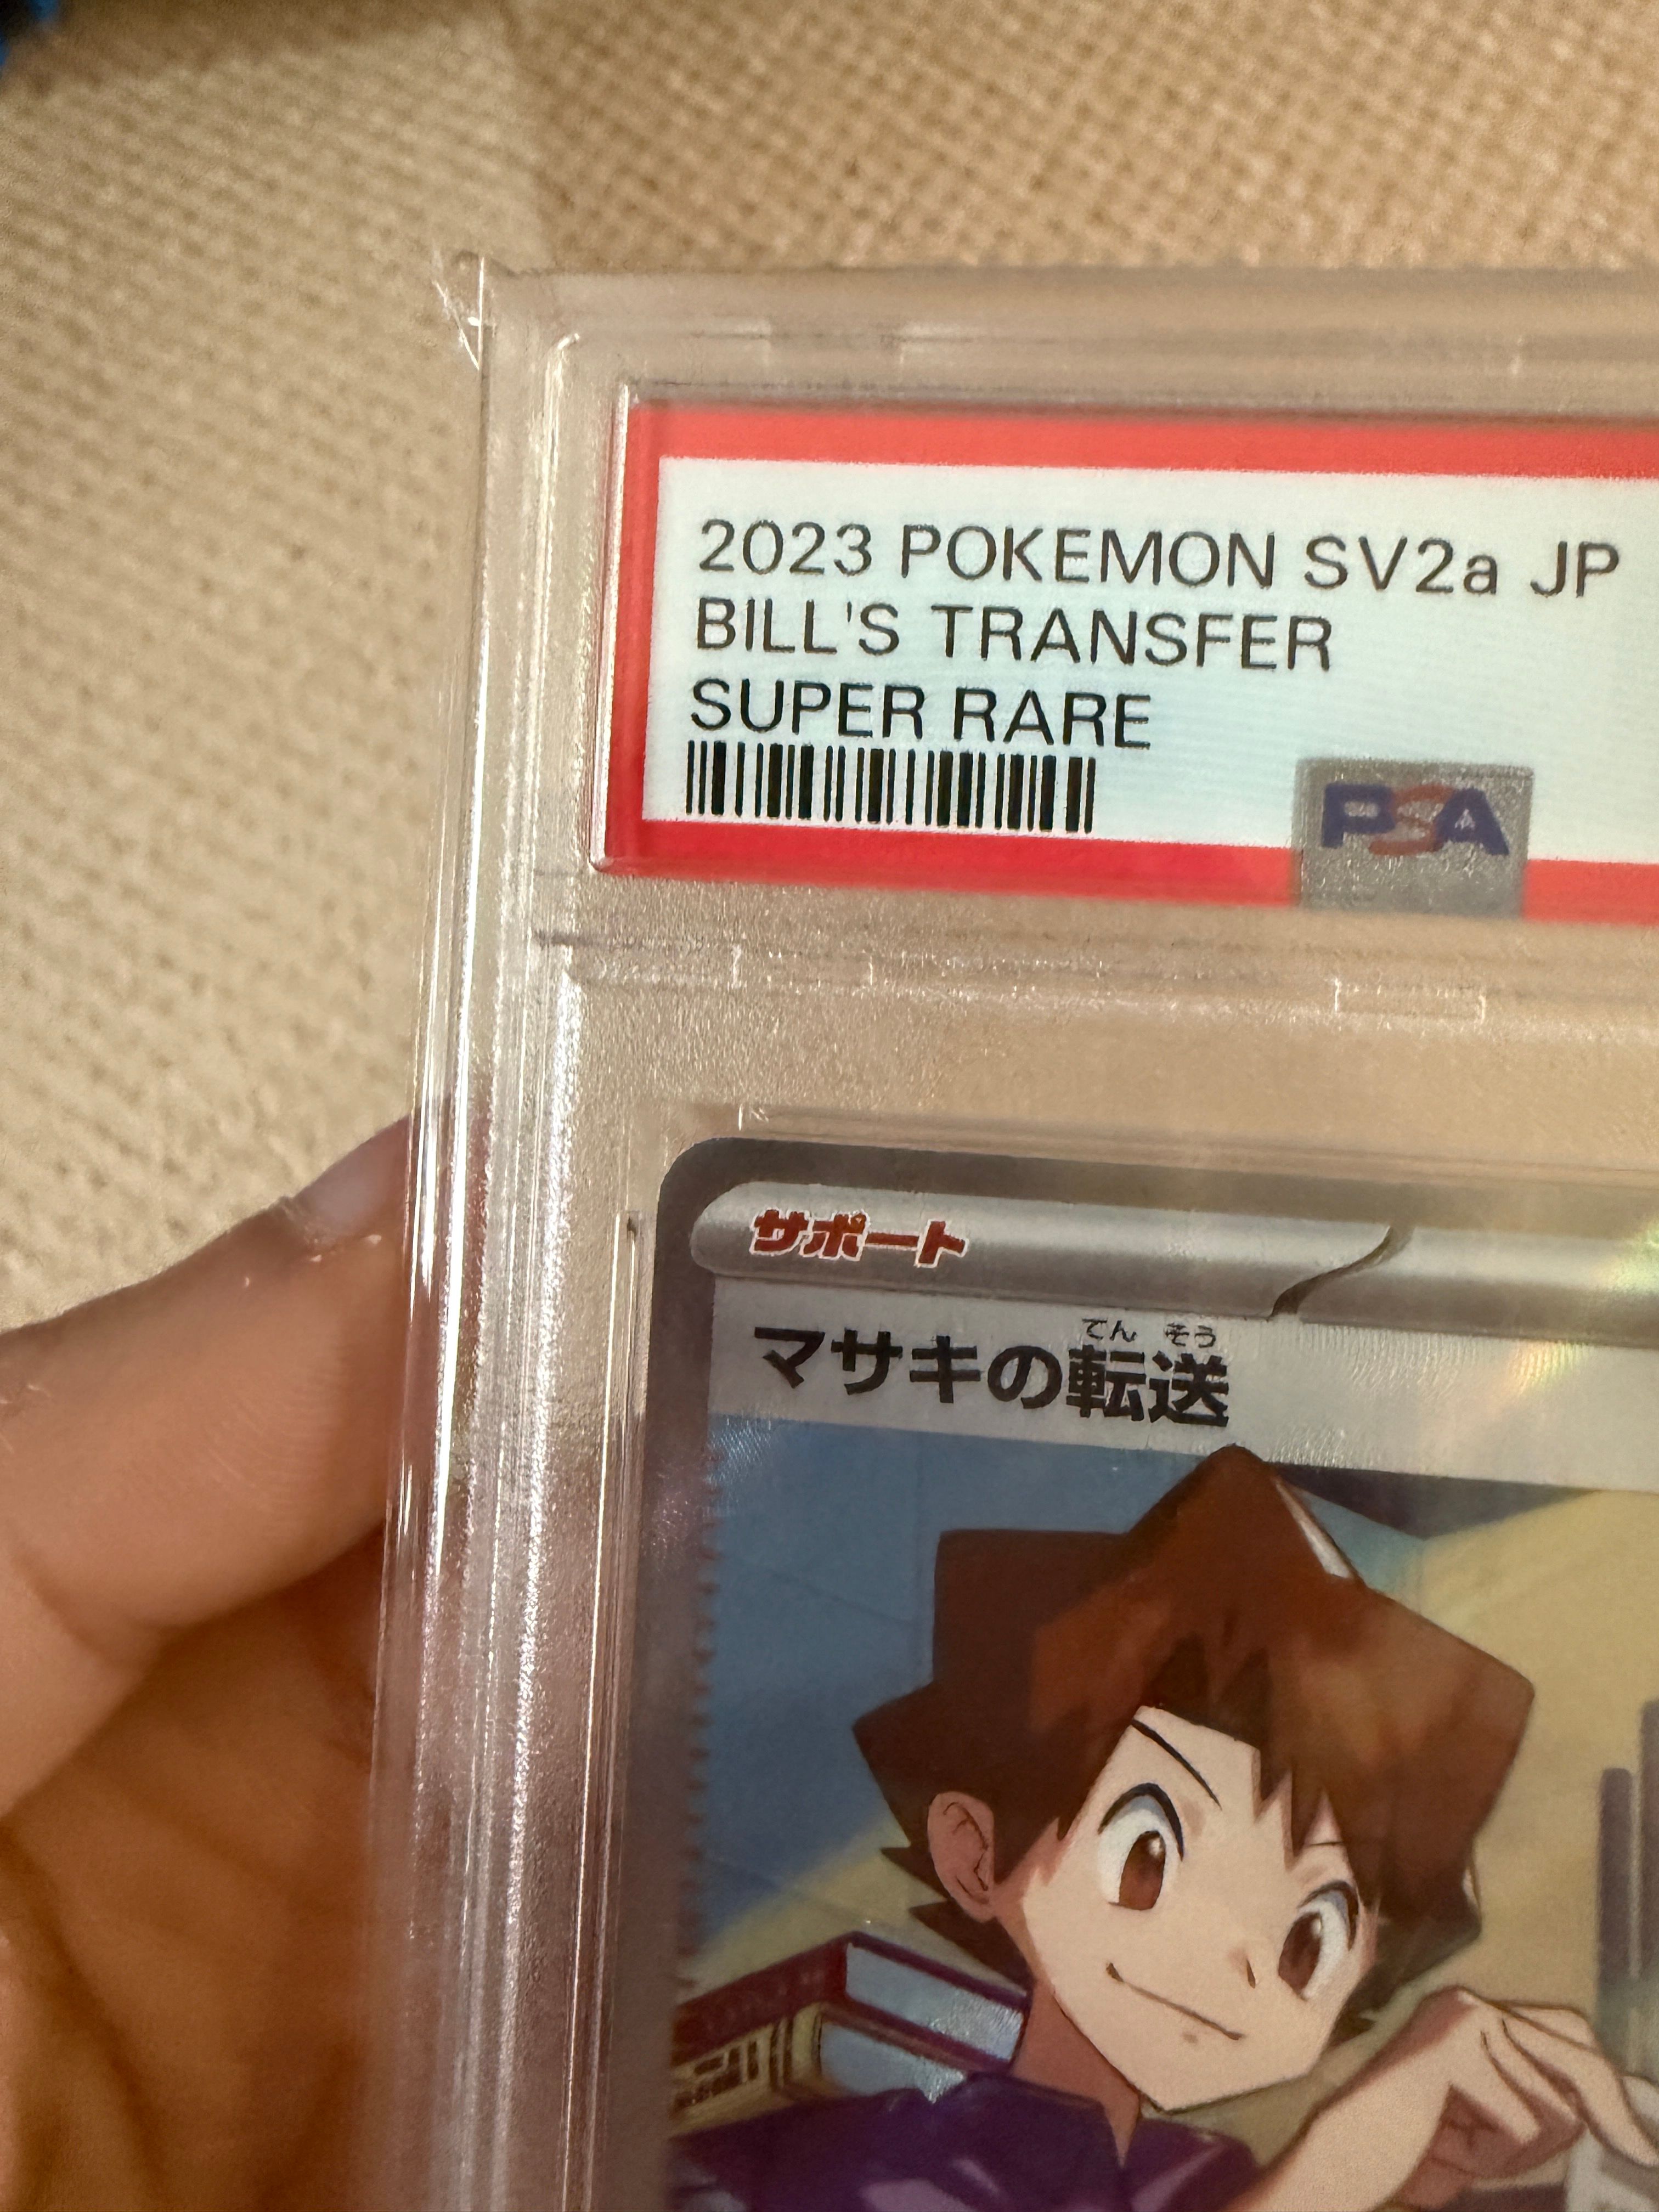 2023 POKEMON SV2a JP
BILL'S TRANSFER
SUPER RARE
PSA
サポート
てんそう
マサキの転送